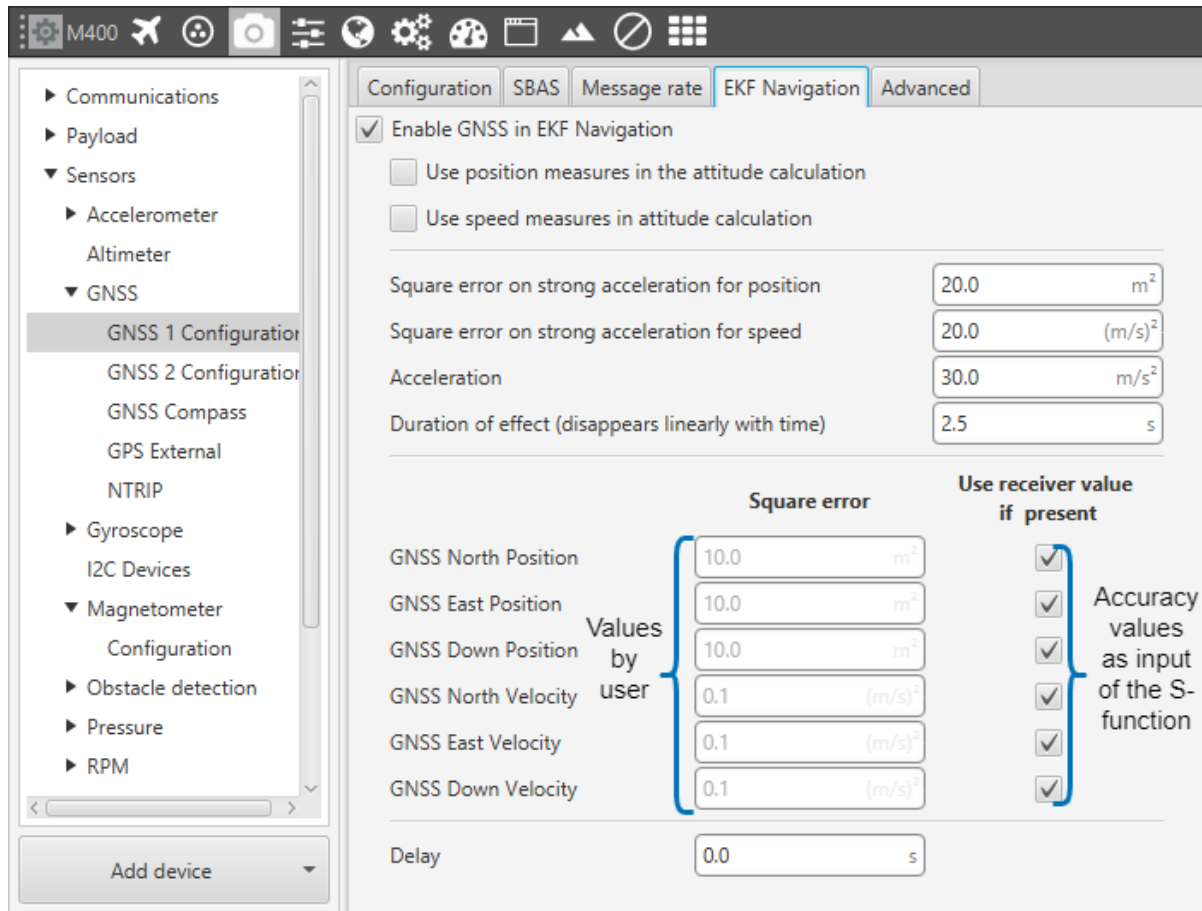 M400
Communications
Payload
Sensors
Accelerometer
Altimeter
GNSS
GNSS 1 Configuration
GNSS 2 Configuration
GNSS Compass
GPS External
NTRIP
Gyroscope
I2C Devices
Magnetometer
Configuration
Obstacle detection
Pressure
RPM
Add device
Configuration SBAS Message rate EKF Navigation Advanced
Enable GNSS in EKF Navigation
Use position measures in the attitude calculation
Use speed measures in attitude calculation
Square error on strong acceleration for position 20.0 m²
Square error on strong acceleration for speed 20.0 (m/s)²
Acceleration 30.0 m/s²
Duration of effect (disappears linearly with time) 2.5 s
Square error
Use receiver value
if present
GNSS North Position 10.0 m²
GNSS East Position 10.0 m²
GNSS Down Position 10.0 m²
GNSS North Velocity 0.1 (m/s)²
GNSS East Velocity 0.1 (m/s)²
GNSS Down Velocity 0.1 (m/s)²
Values
by
user
Accuracy
values
as input
of the S-
function
Delay 0.0 s